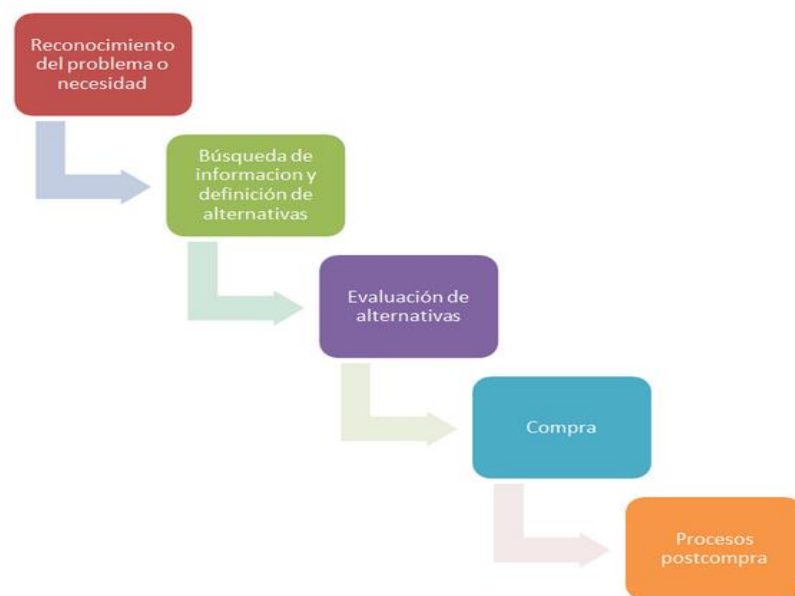 Reconocimiento
del problema o
necesidad
Búsqueda de
informacion y
definición de
alternativas
Evaluación de
alternativas
Compra
Procesos
postcompra